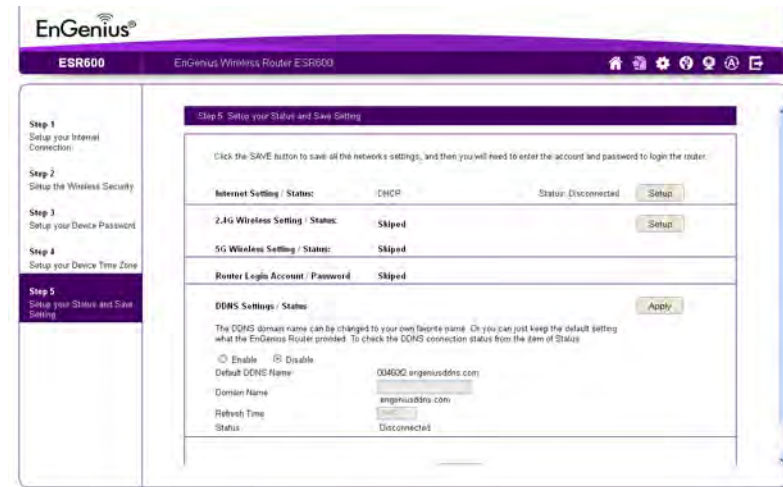 EnGenius®
ESR600
EnGenius Wireless Router ESR600
Step 1
Setup your Internet
Connection
Step 2
Setup the Wireless Security
Step 3
Setup your Device Password
Step 4
Setup your Device Time Zone
Step 5
Setup your Status and Save
Setting
Step 5: Setup your Status and Save Setting
Click the SAVE button to save all the networks settings, and then you will need to enter the account and password to login the router.
Internet Setting / Status: DHCP Status: Disconnected Setup
2.4G Wireless Setting / Status: Skiped Setup
5G Wireless Setting / Status: Skiped
Router Login Account / Password Skiped
DDNS Settings / Status Apply
The DDNS domain name can be changed to your own favorite name. Or you can just keep the default setting
what the EnGenius Router provided. To check the DDNS connection status from the item of Status.
Enable Disable
Default DDNS Name engeniusddns.com
Domain Name
engeniusddns.com
Refresh Time
Status Disconnected